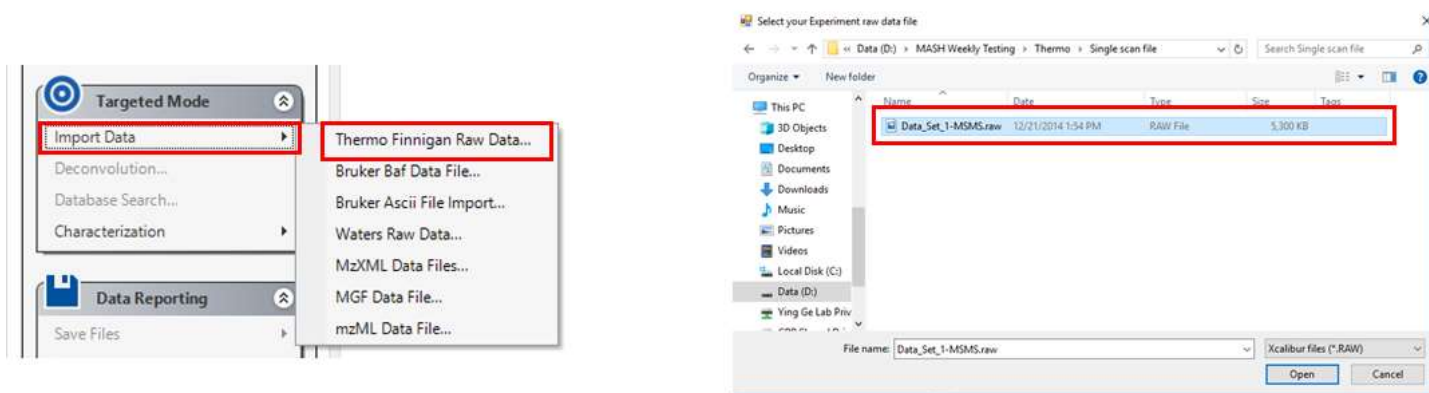 Targeted Mode
Import Data
Deconvolution...
Database Search...
Characterization
Data Reporting
Save Files
Thermo Finnigan Raw Data...
Bruker Baf Data File...
Bruker Ascii File Import...
Waters Raw Data...
MzXML Data Files...
MGF Data File...
mzML Data File...
Select your Experiment raw data file
« Data (D:) › MASH Weekly Testing › Thermo › Single scan file
Search Single scan file
Organize New folder
Name Date Type Size Tags
Data_Set_1-MSMS.raw 12/21/2014 1:54 PM RAW File 5,300 KB
This PC
3D Objects
Desktop
Documents
Downloads
Music
Pictures
Videos
Local Disk (C:)
Data (D:)
Ying Ge Lab Priv
File name: Data_Set_1-MSMS.raw
Xcalibur files (*.RAW)
Open Cancel